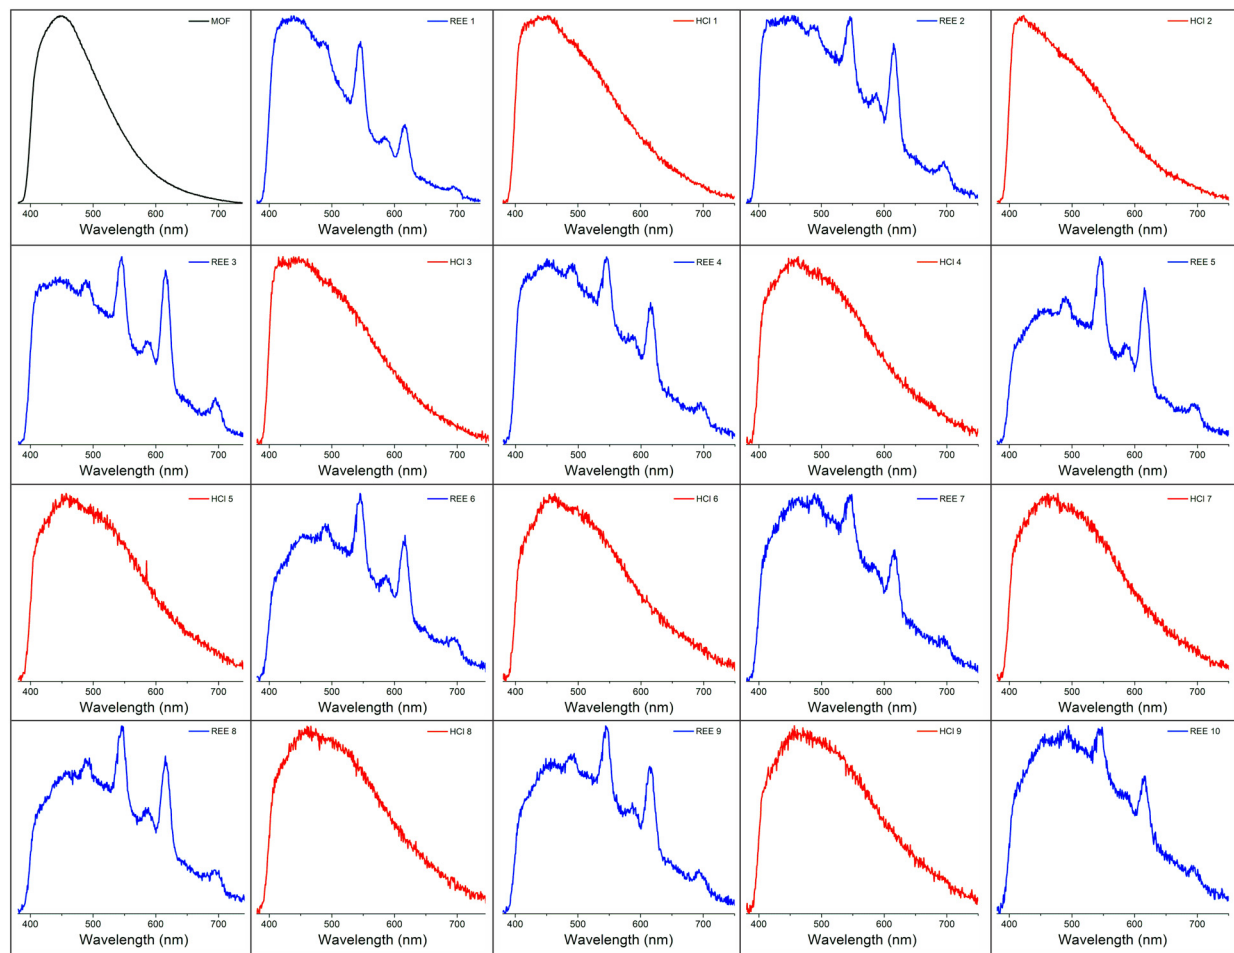 MOF
400 500 600 700
Wavelength (nm)
REE 1
400 500 600 700
Wavelength (nm)
HCl 1
400 500 600 700
Wavelength (nm)
REE 2
400 500 600 700
Wavelength (nm)
HCl 2
400 500 600 700
Wavelength (nm)
REE 3
400 500 600 700
Wavelength (nm)
HCl 3
400 500 600 700
Wavelength (nm)
REE 4
400 500 600 700
Wavelength (nm)
HCl 4
400 500 600 700
Wavelength (nm)
REE 5
400 500 600 700
Wavelength (nm)
HCl 5
400 500 600 700
Wavelength (nm)
REE 6
400 500 600 700
Wavelength (nm)
HCl 6
400 500 600 700
Wavelength (nm)
REE 7
400 500 600 700
Wavelength (nm)
HCl 7
400 500 600 700
Wavelength (nm)
REE 8
400 500 600 700
Wavelength (nm)
HCl 8
400 500 600 700
Wavelength (nm)
REE 9
400 500 600 700
Wavelength (nm)
HCl 9
400 500 600 700
Wavelength (nm)
REE 10
400 500 600 700
Wavelength (nm)